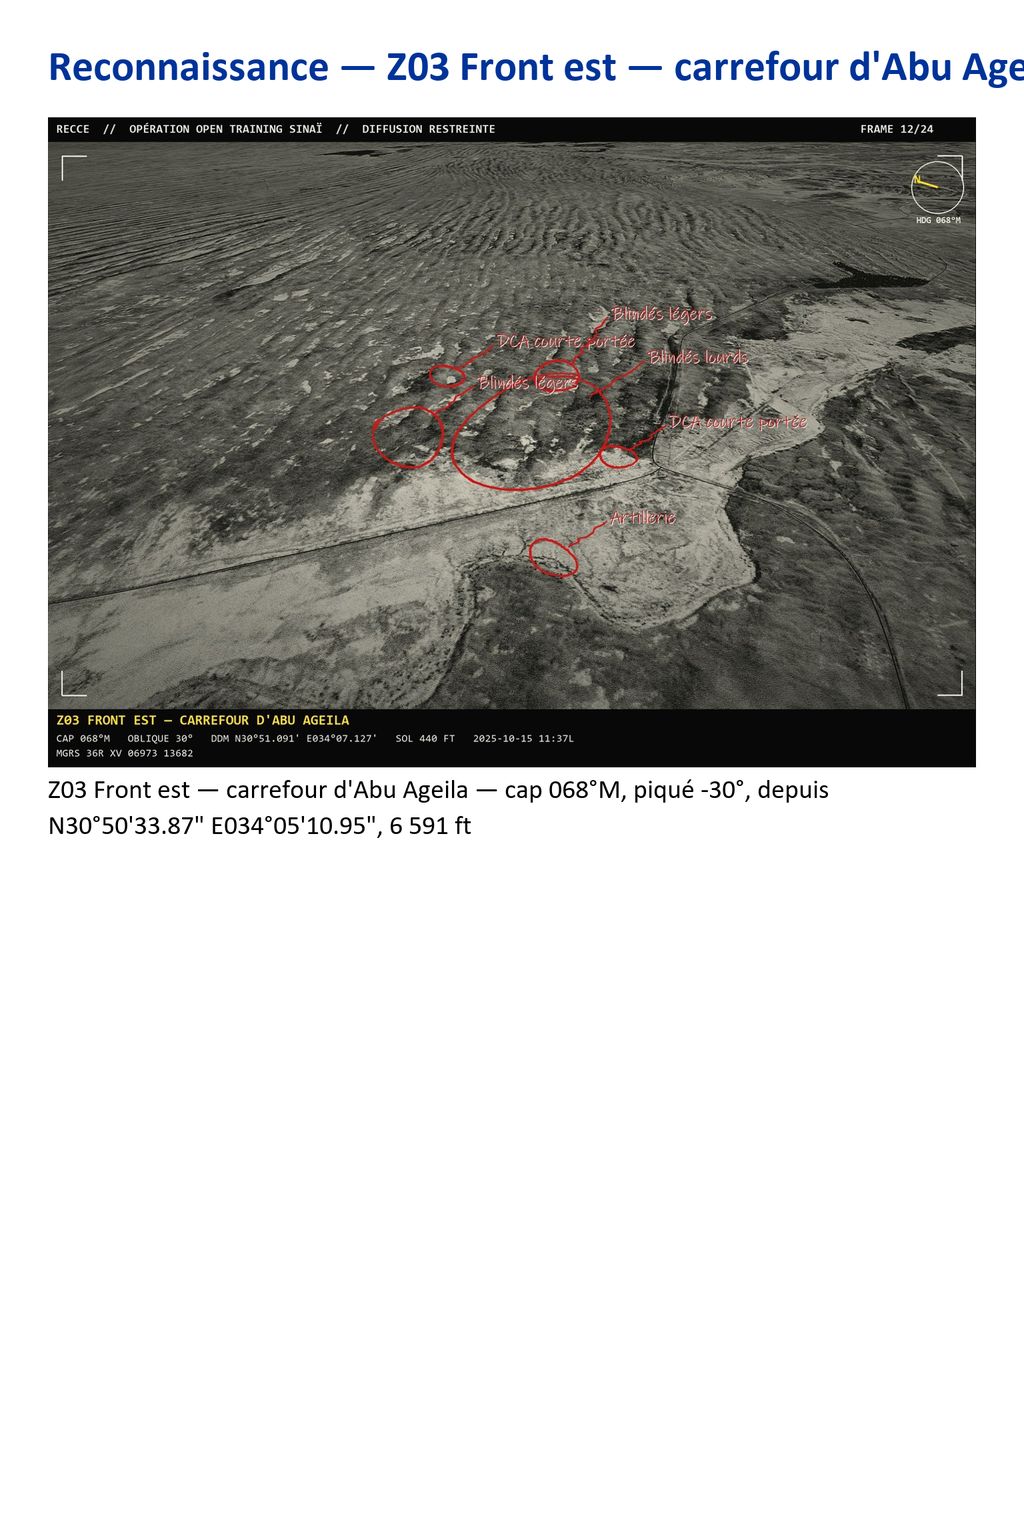 Reconnaissance — Z03 Front est — carrefour d'Abu Age
RECCE // OPÉRATION OPEN TRAINING SINAÏ // DIFFUSION RESTREINTE FRAME 12/24
N
HDG 068°M
Blindés légers
DCA courte portée
Blindés lourds
Blindés légers
DCA courte portée
Artillerie
Z03 FRONT EST — CARREFOUR D'ABU AGEILA
CAP 068°M OBLIQUE 30° DDM N30°51.091' E034°07.127' SOL 440 FT 2025-10-15 11:37L
MGRS 36R XV 06973 13682
Z03 Front est — carrefour d'Abu Ageila — cap 068°M, piqué -30°, depuis
N30°50'33.87" E034°05'10.95", 6 591 ft